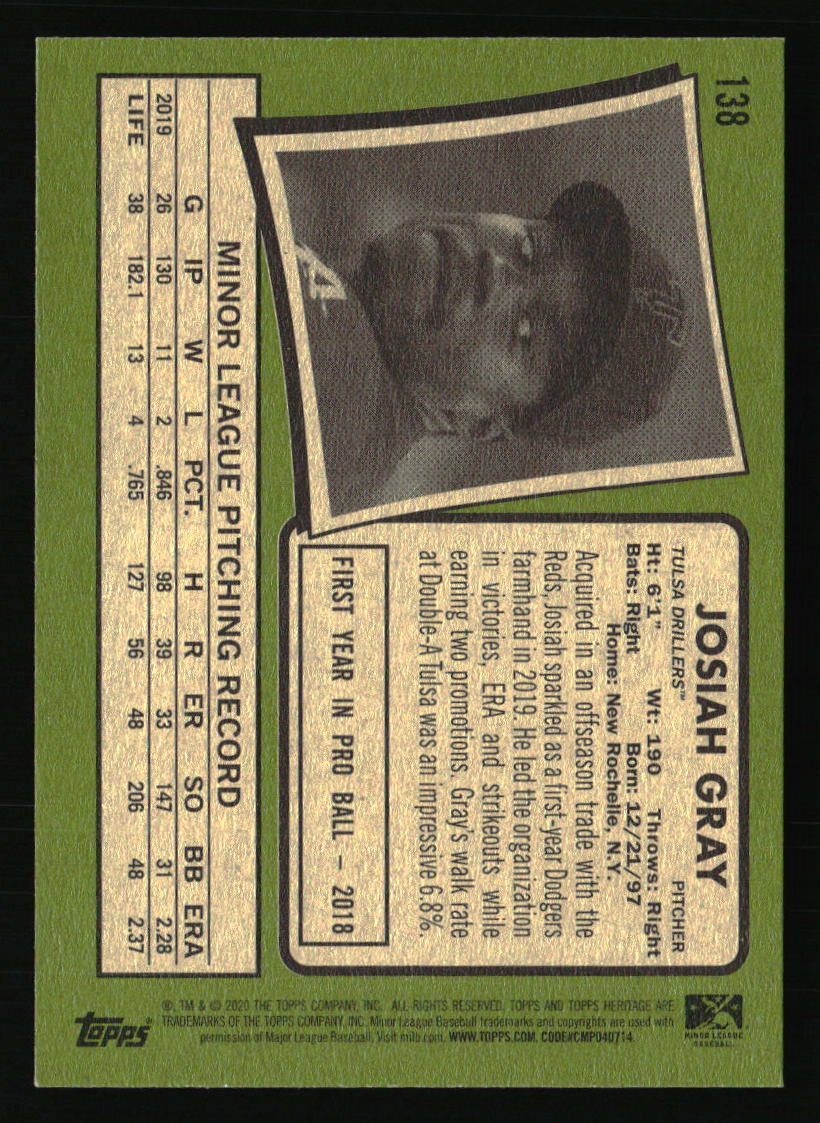 138
JOSIAH GRAY
TULSA DRILLERS™ PITCHER
Ht: 6'1" Wt: 190 Throws: Right
Bats: Right Born: 12/21/97
Home: New Rochelle, N.Y.
Acquired in an offseason trade with the
Reds, Josiah sparkled as a first-year Dodgers
farmhand in 2019. He led the organization
in victories, ERA and strikeouts while
earning two promotions. Gray's walk rate
at Double-A Tulsa was an impressive 6.8%.
FIRST YEAR IN PRO BALL – 2018
MINOR LEAGUE PITCHING RECORD
G IP W L PCT. H R ER SO BB ERA
2019 26 130 11 2 .846 98 39 33 147 31 2.28
LIFE 38 182.1 13 4 .765 127 56 48 206 48 2.37
MINOR LEAGUE
BASEBALL
®, TM & © 2020 THE TOPPS COMPANY, INC. ALL RIGHTS RESERVED. TOPPS AND TOPPS HERITAGE ARE
TRADEMARKS OF THE TOPPS COMPANY, INC. Minor League Baseball trademarks and copyrights are used with
permission of Major League Baseball. Visit milb.com. WWW.TOPPS.COM. CODE#CMP040714
topps®